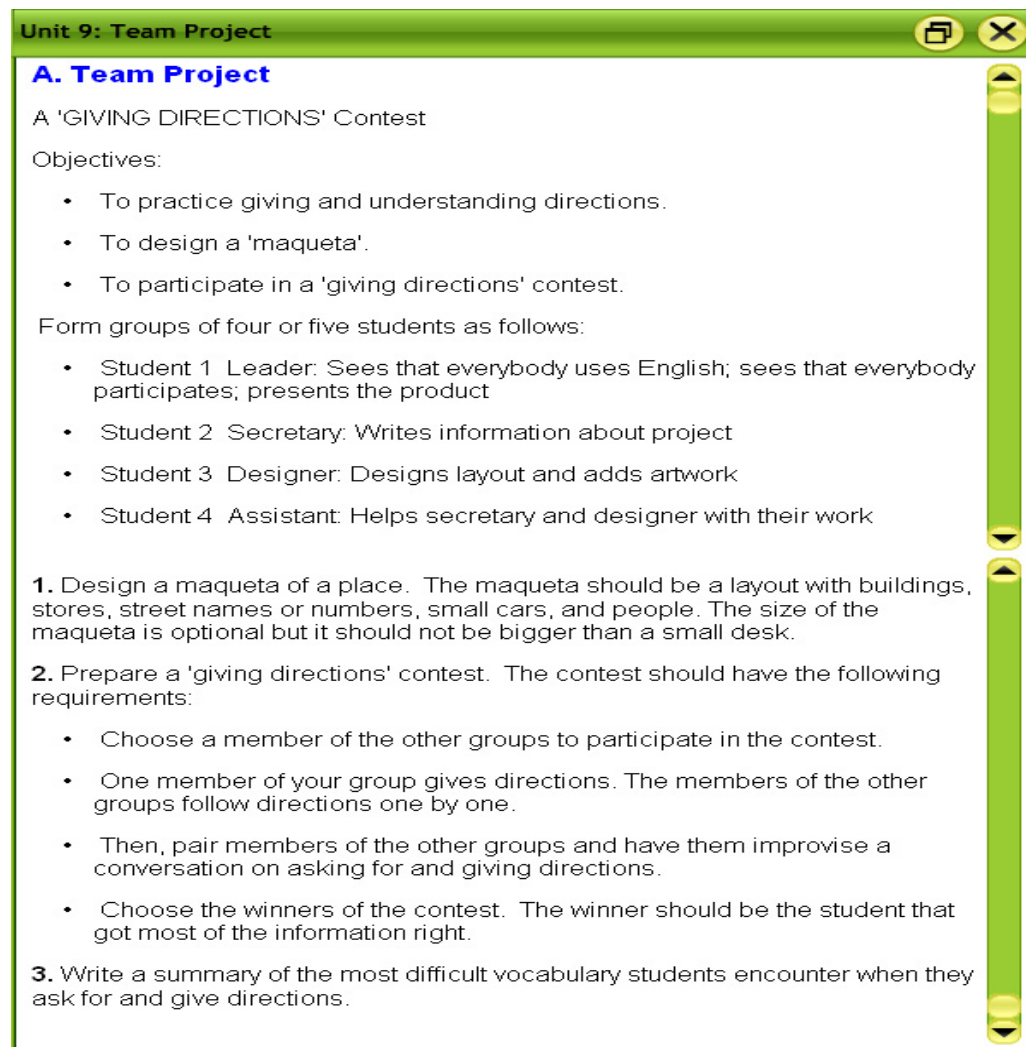 Unit 9: Team Project
A. Team Project
A 'GIVING DIRECTIONS' Contest
Objectives:
• To practice giving and understanding directions.
• To design a 'maqueta'.
• To participate in a 'giving directions' contest.
Form groups of four or five students as follows:
• Student 1 Leader: Sees that everybody uses English; sees that everybody
participates; presents the product
• Student 2 Secretary: Writes information about project
• Student 3 Designer: Designs layout and adds artwork
• Student 4 Assistant: Helps secretary and designer with their work
1. Design a maqueta of a place. The maqueta should be a layout with buildings,
stores, street names or numbers, small cars, and people. The size of the
maqueta is optional but it should not be bigger than a small desk.
2. Prepare a 'giving directions' contest. The contest should have the following
requirements:
• Choose a member of the other groups to participate in the contest.
• One member of your group gives directions. The members of the other
groups follow directions one by one.
• Then, pair members of the other groups and have them improvise a
conversation on asking for and giving directions.
• Choose the winners of the contest. The winner should be the student that
got most of the information right.
3. Write a summary of the most difficult vocabulary students encounter when they
ask for and give directions.